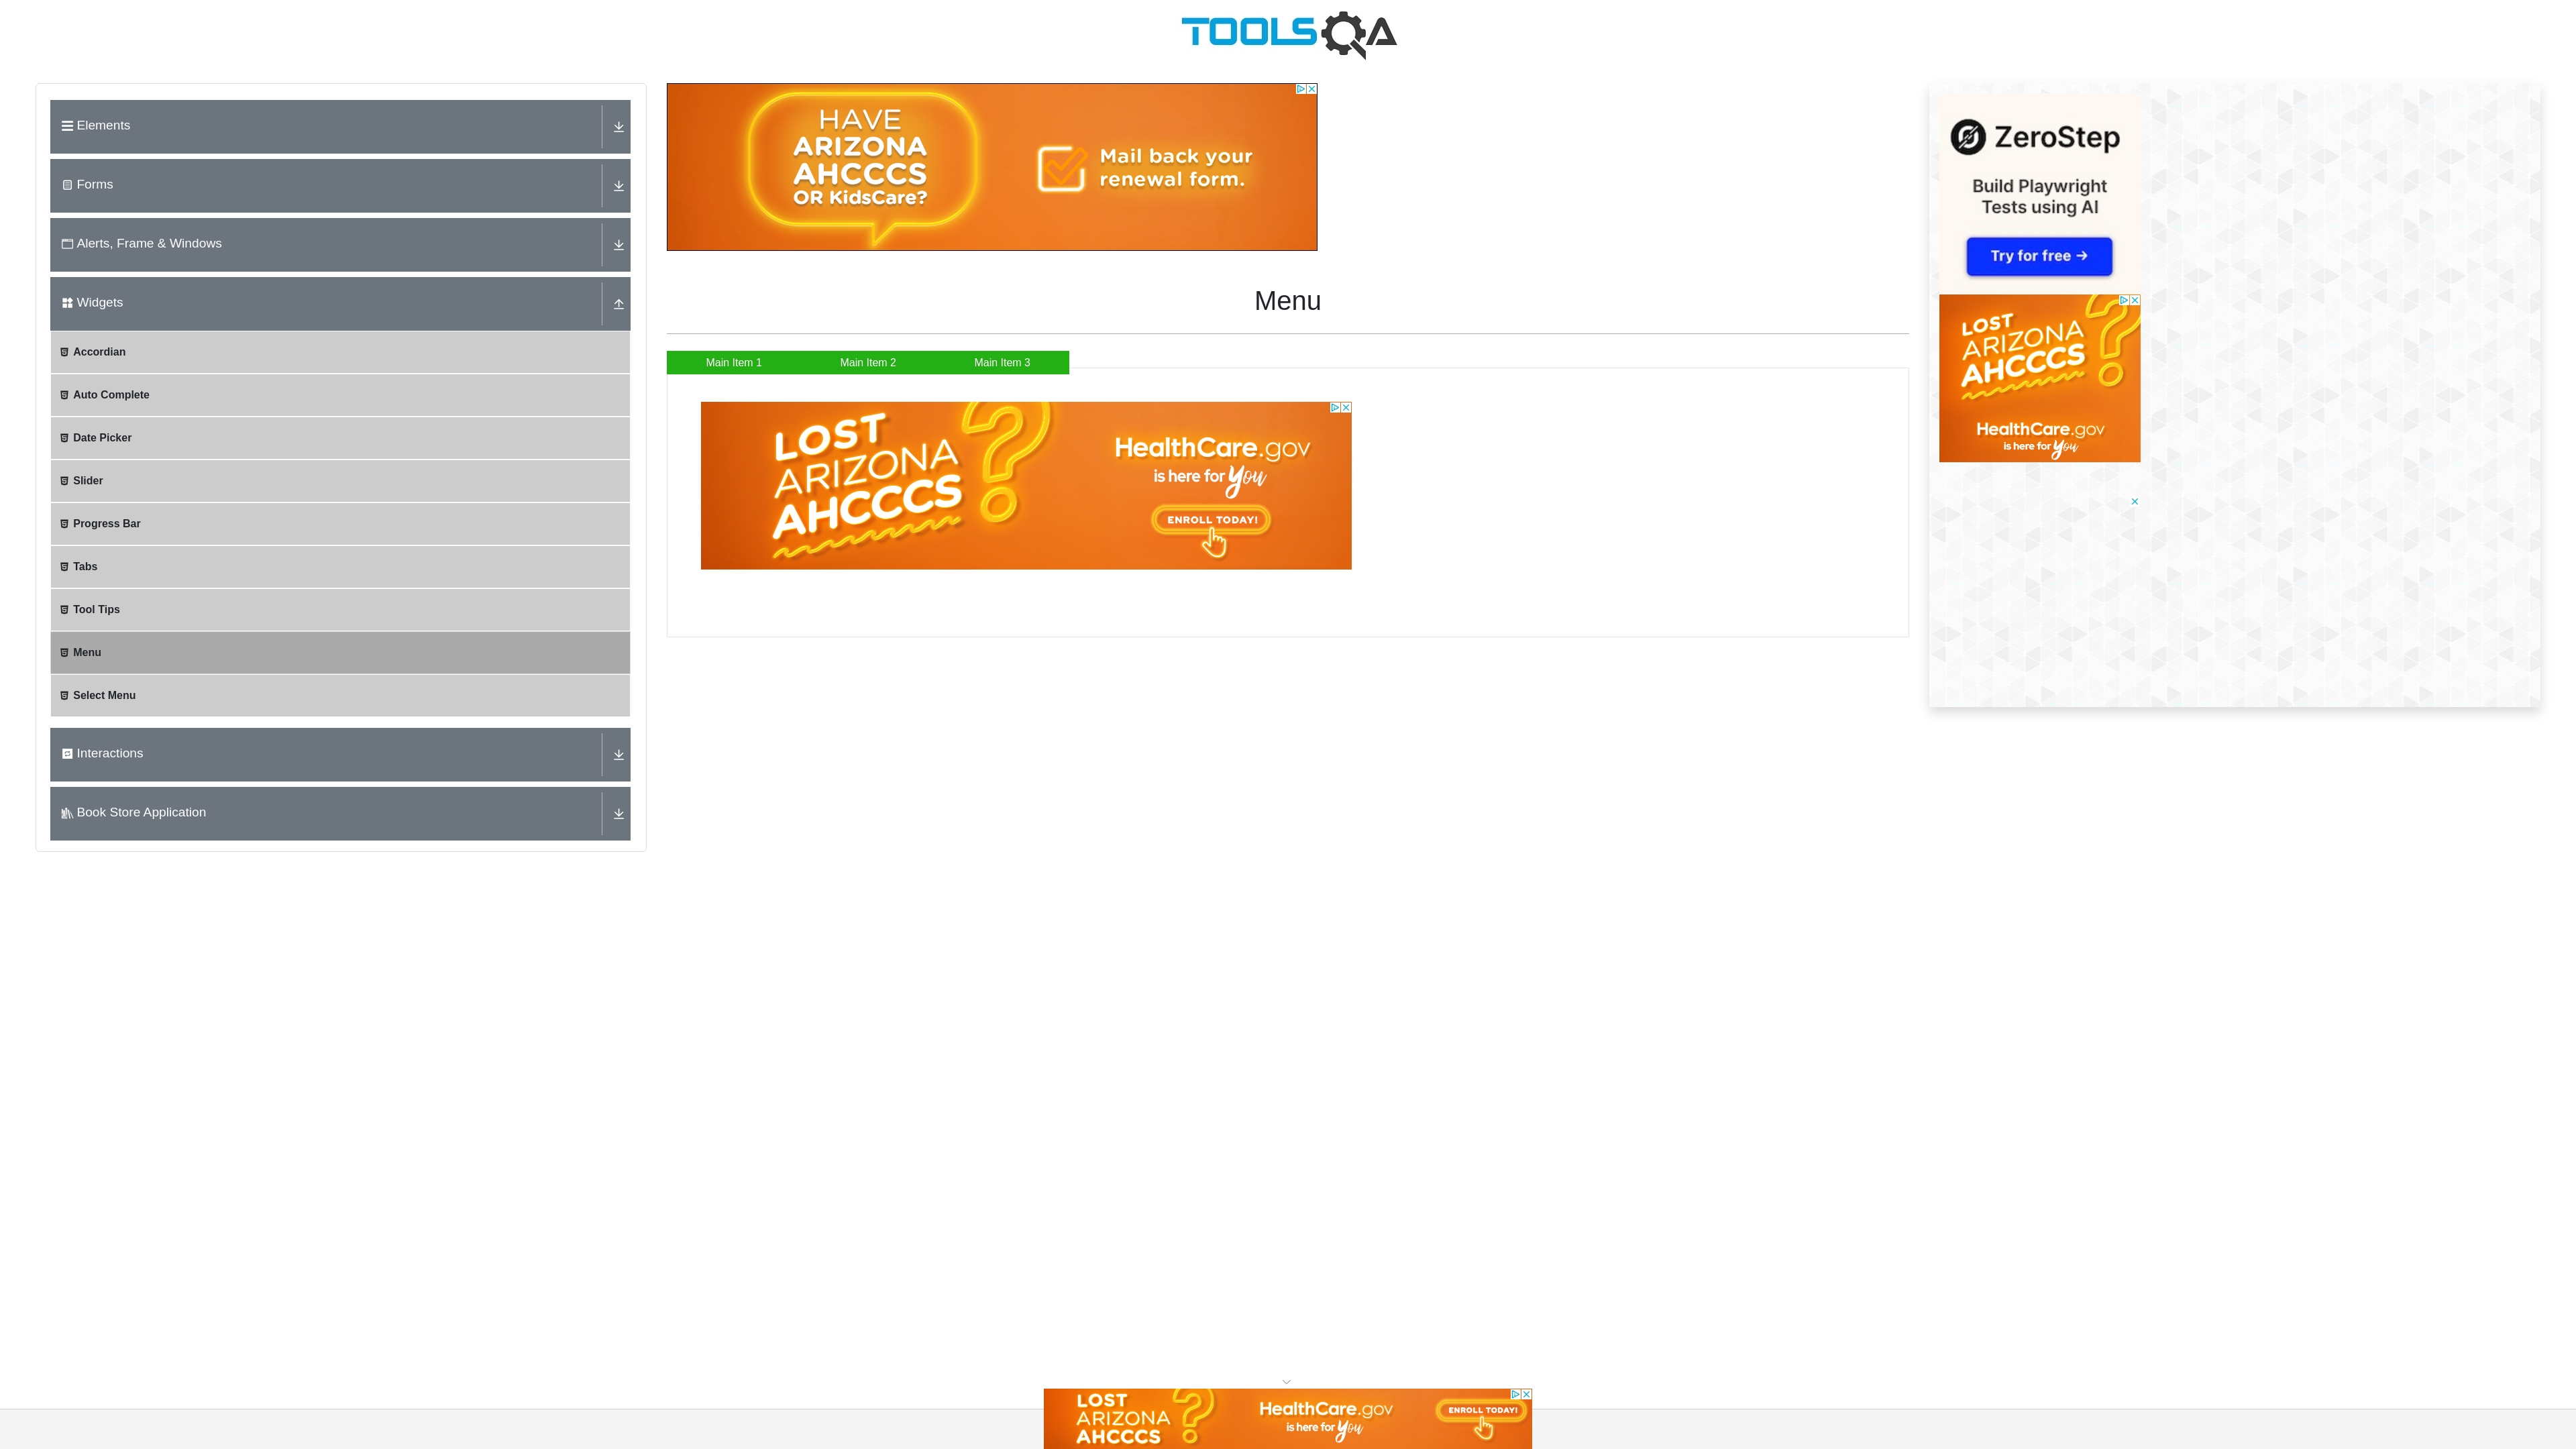 TOOLSQA
Elements
Forms
Alerts, Frame & Windows
Widgets
Accordian
Auto Complete
Date Picker
Slider
Progress Bar
Tabs
Tool Tips
Menu
Select Menu
Interactions
Book Store Application
HAVE
ARIZONA
AHCCCS
OR KidsCare?
Mail back your
renewal form.
Menu
Main Item 1
Main Item 2
Main Item 3
LOST
ARIZONA
AHCCCS
?
HealthCare.gov
is here for you
ENROLL TODAY!
ZeroStep
Build Playwright
Tests using AI
Try for free →
LOST
ARIZONA
AHCCCS
?
HealthCare.gov
is here for you
LOST
ARIZONA
AHCCCS
?
HealthCare.gov
is here for you
ENROLL TODAY!